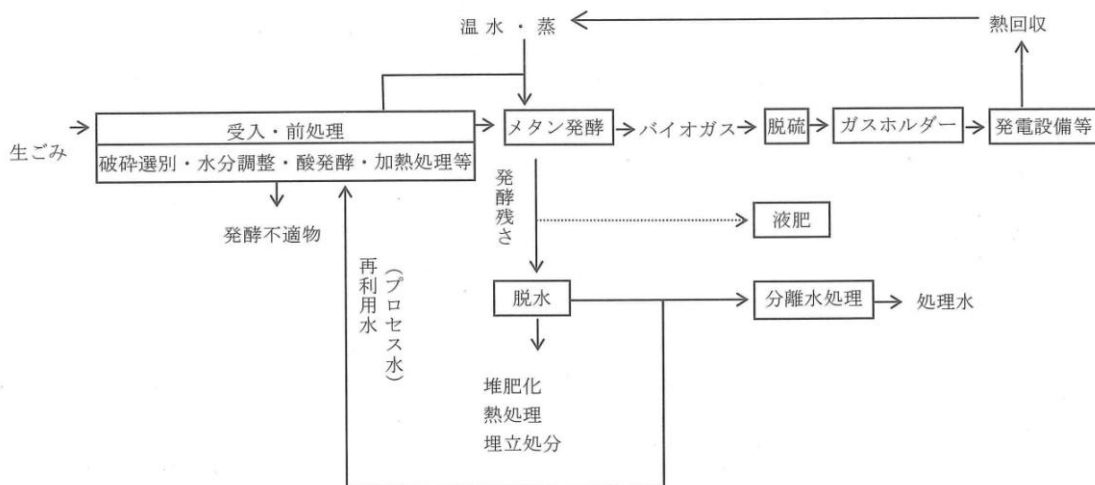 温水・蒸
熱回収
受入・前処理
メタン発酵
バイオガス
脱硫
ガスホルダー
発電設備等
生ごみ
破砕選別・水分調整・酸発酵・加熱処理等
発酵不適物
発酵残さ
液肥
再利用水
（プロセス水）
脱水
分離水処理
処理水
堆肥化
熱処理
埋立処分